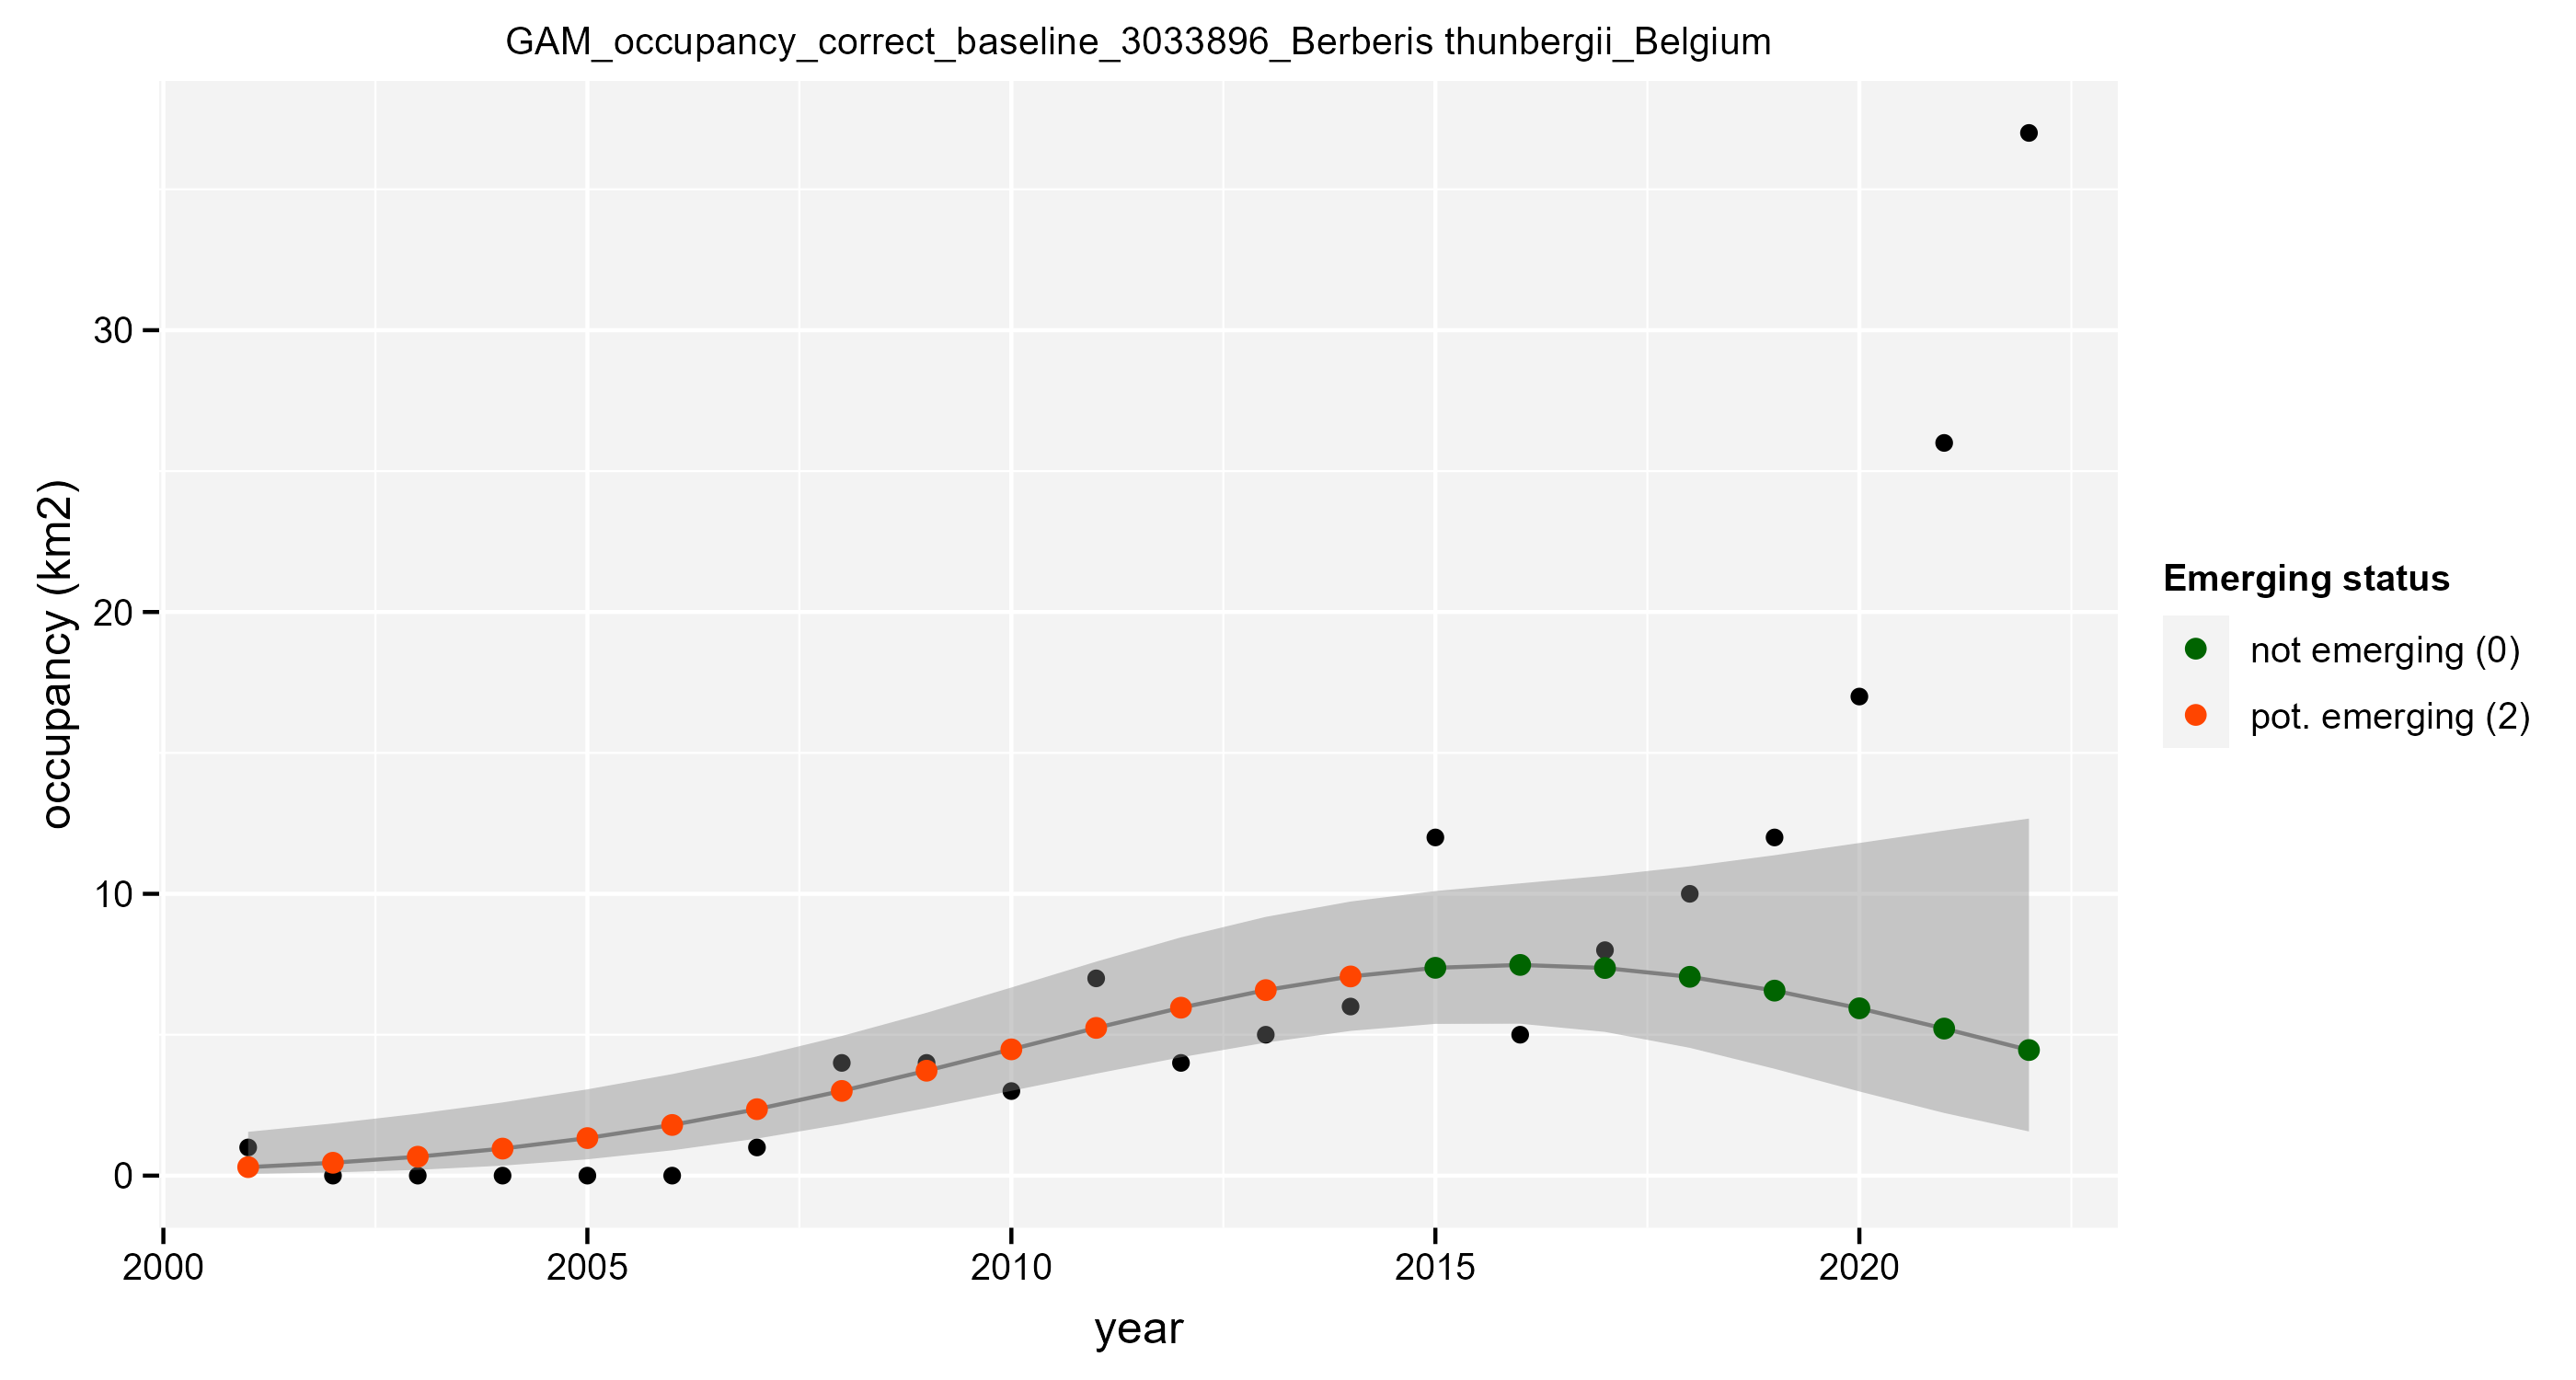 GAM_occupancy_correct_baseline_3033896_Berberis thunbergii_Belgium
occupancy (km2)
30
20
10
0
2000 2005 2010 2015 2020
year
Emerging status
not emerging (0)
pot. emerging (2)